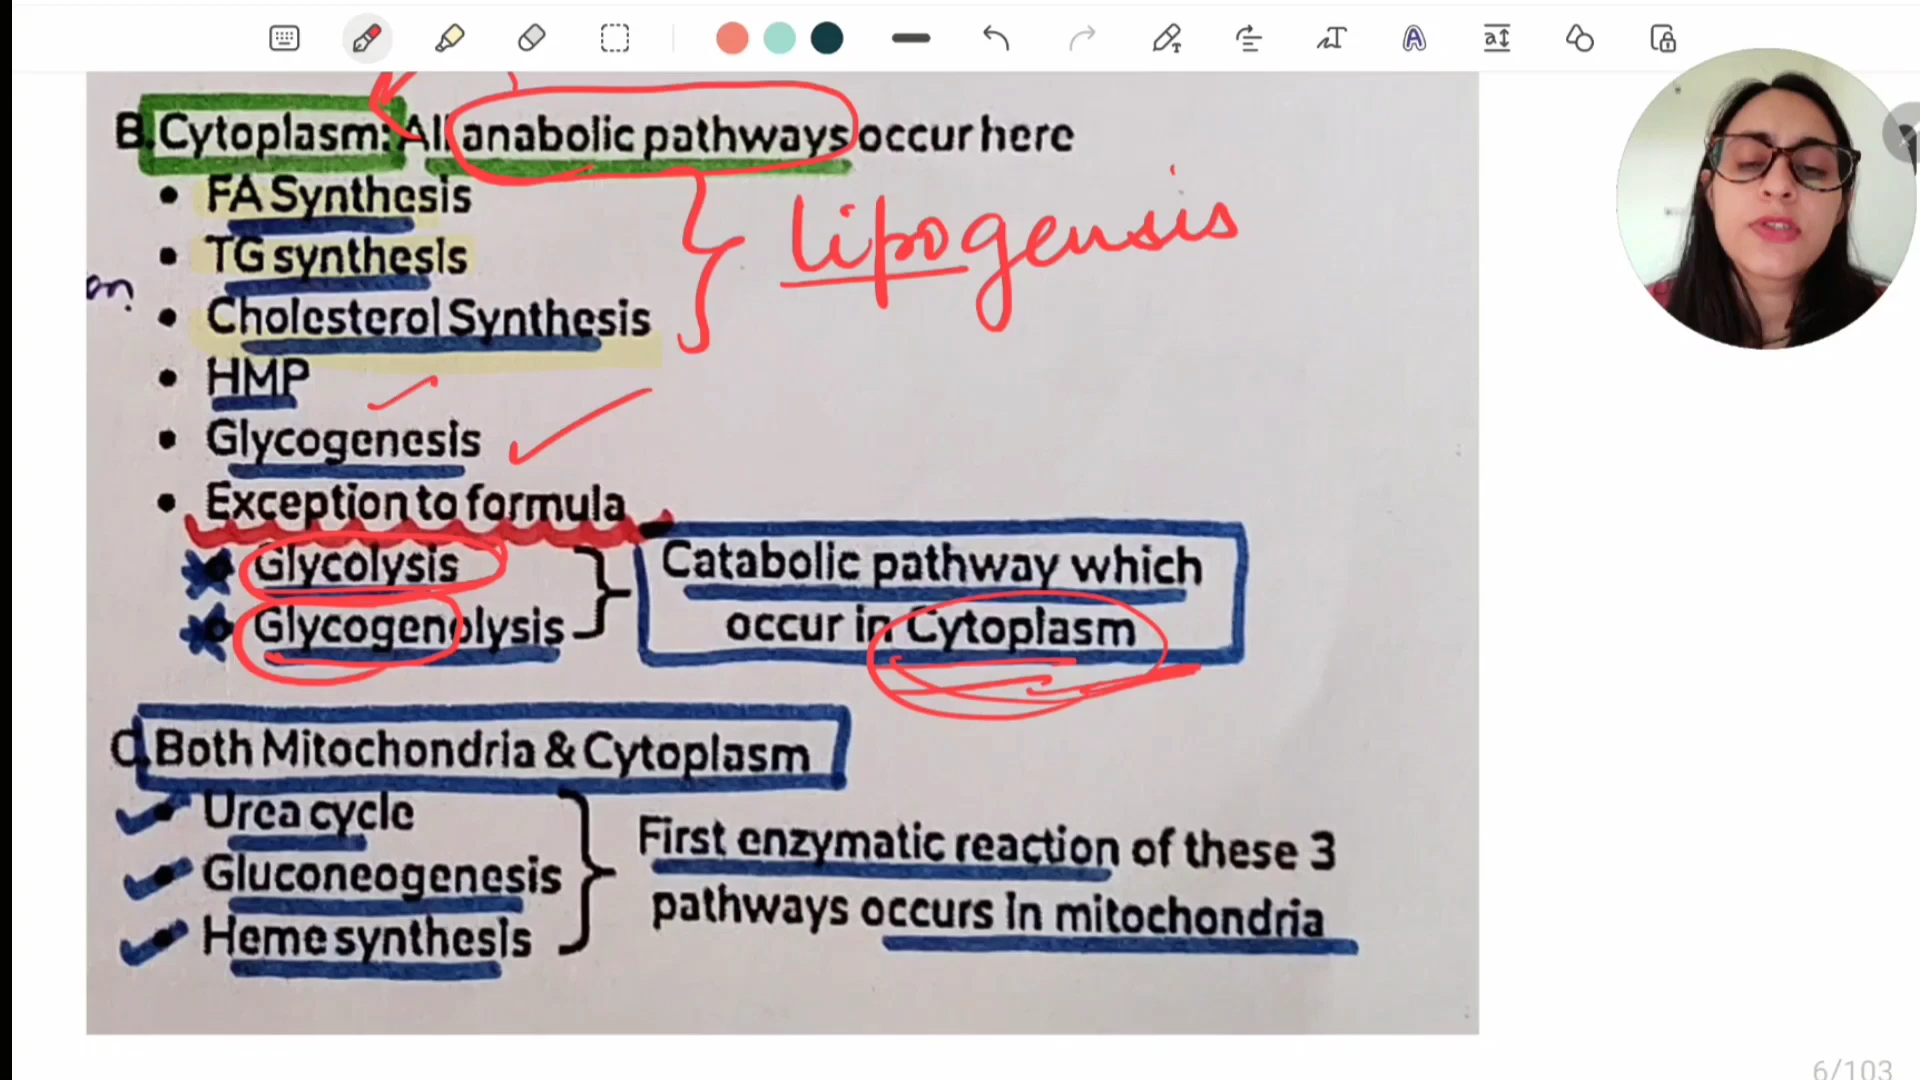 B. Cytoplasm: All anabolic pathways occur here
• FA Synthesis
• TG synthesis
lipogensis
• Cholesterol Synthesis
• HMP
• Glycogenesis
• Exception to formula
Glycolysis
Glycogenolysis
Catabolic pathway which
occur in Cytoplasm
C. Both Mitochondria & Cytoplasm
• Urea cycle
• Gluconeogenesis
• Heme synthesis
First enzymatic reaction of these 3
pathways occurs In mitochondria
6/103